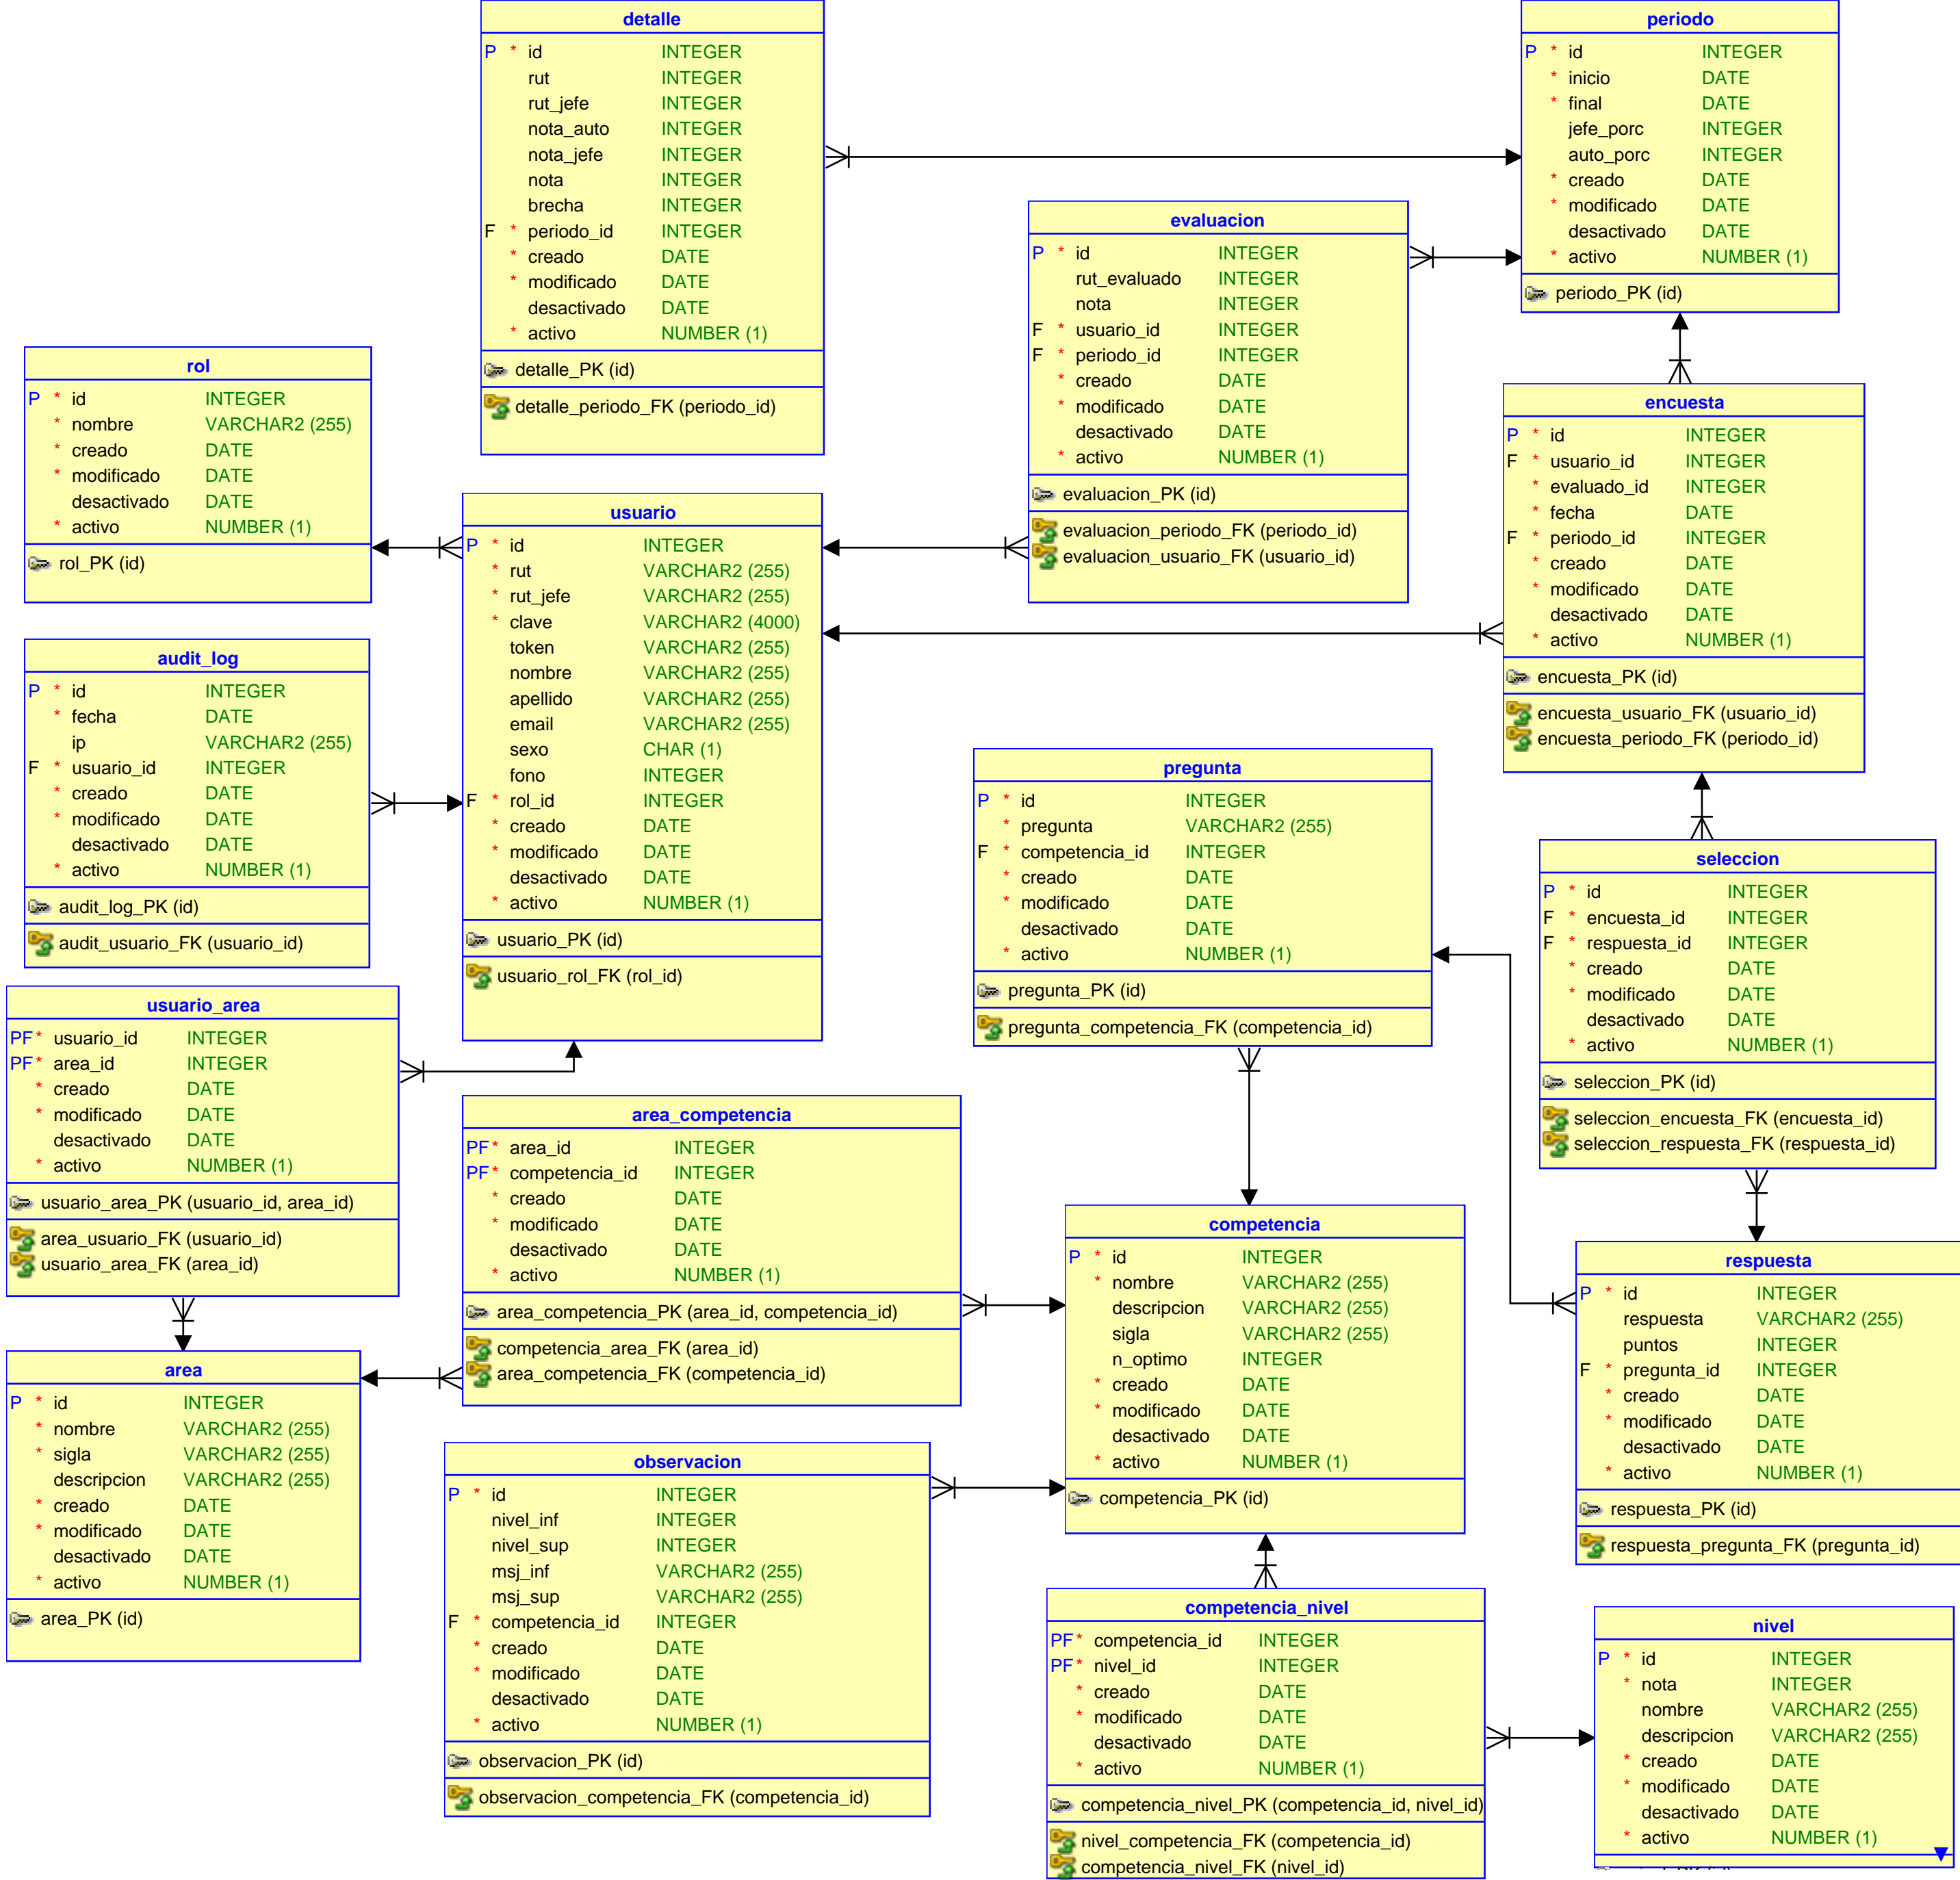 detalle
P * id INTEGER
rut INTEGER
rut_jefe INTEGER
nota_auto INTEGER
nota_jefe INTEGER
nota INTEGER
brecha INTEGER
F * periodo_id INTEGER
* creado DATE
* modificado DATE
desactivado DATE
* activo NUMBER (1)
detalle_PK (id)
detalle_periodo_FK (periodo_id)
periodo
P * id INTEGER
* inicio DATE
* final DATE
jefe_porc INTEGER
auto_porc INTEGER
* creado DATE
* modificado DATE
desactivado DATE
* activo NUMBER (1)
periodo_PK (id)
evaluacion
P * id INTEGER
rut_evaluado INTEGER
nota INTEGER
F * usuario_id INTEGER
F * periodo_id INTEGER
* creado DATE
* modificado DATE
desactivado DATE
* activo NUMBER (1)
evaluacion_PK (id)
evaluacion_periodo_FK (periodo_id)
evaluacion_usuario_FK (usuario_id)
rol
P * id INTEGER
* nombre VARCHAR2 (255)
* creado DATE
* modificado DATE
desactivado DATE
* activo NUMBER (1)
rol_PK (id)
encuesta
P * id INTEGER
F * usuario_id INTEGER
* evaluado_id INTEGER
* fecha DATE
F * periodo_id INTEGER
* creado DATE
* modificado DATE
desactivado DATE
* activo NUMBER (1)
encuesta_PK (id)
encuesta_usuario_FK (usuario_id)
encuesta_periodo_FK (periodo_id)
usuario
P * id INTEGER
* rut VARCHAR2 (255)
* rut_jefe VARCHAR2 (255)
* clave VARCHAR2 (4000)
token VARCHAR2 (255)
nombre VARCHAR2 (255)
apellido VARCHAR2 (255)
email VARCHAR2 (255)
sexo CHAR (1)
fono INTEGER
F * rol_id INTEGER
* creado DATE
* modificado DATE
desactivado DATE
* activo NUMBER (1)
usuario_PK (id)
usuario_rol_FK (rol_id)
audit_log
P * id INTEGER
* fecha DATE
ip VARCHAR2 (255)
F * usuario_id INTEGER
* creado DATE
* modificado DATE
desactivado DATE
* activo NUMBER (1)
audit_log_PK (id)
audit_usuario_FK (usuario_id)
pregunta
P * id INTEGER
* pregunta VARCHAR2 (255)
F * competencia_id INTEGER
* creado DATE
* modificado DATE
desactivado DATE
* activo NUMBER (1)
pregunta_PK (id)
pregunta_competencia_FK (competencia_id)
seleccion
P * id INTEGER
F * encuesta_id INTEGER
F * respuesta_id INTEGER
* creado DATE
* modificado DATE
desactivado DATE
* activo NUMBER (1)
seleccion_PK (id)
seleccion_encuesta_FK (encuesta_id)
seleccion_respuesta_FK (respuesta_id)
usuario_area
PF * usuario_id INTEGER
PF * area_id INTEGER
* creado DATE
* modificado DATE
desactivado DATE
* activo NUMBER (1)
usuario_area_PK (usuario_id, area_id)
area_usuario_FK (usuario_id)
usuario_area_FK (area_id)
area_competencia
PF * area_id INTEGER
PF * competencia_id INTEGER
* creado DATE
* modificado DATE
desactivado DATE
* activo NUMBER (1)
area_competencia_PK (area_id, competencia_id)
competencia_area_FK (area_id)
area_competencia_FK (competencia_id)
competencia
P * id INTEGER
* nombre VARCHAR2 (255)
descripcion VARCHAR2 (255)
sigla VARCHAR2 (255)
n_optimo INTEGER
* creado DATE
* modificado DATE
desactivado DATE
* activo NUMBER (1)
competencia_PK (id)
respuesta
P * id INTEGER
respuesta VARCHAR2 (255)
puntos INTEGER
F * pregunta_id INTEGER
* creado DATE
* modificado DATE
desactivado DATE
* activo NUMBER (1)
respuesta_PK (id)
respuesta_pregunta_FK (pregunta_id)
area
P * id INTEGER
* nombre VARCHAR2 (255)
* sigla VARCHAR2 (255)
descripcion VARCHAR2 (255)
* creado DATE
* modificado DATE
desactivado DATE
* activo NUMBER (1)
area_PK (id)
observacion
P * id INTEGER
nivel_inf INTEGER
nivel_sup INTEGER
msj_inf VARCHAR2 (255)
msj_sup VARCHAR2 (255)
F * competencia_id INTEGER
* creado DATE
* modificado DATE
desactivado DATE
* activo NUMBER (1)
observacion_PK (id)
observacion_competencia_FK (competencia_id)
competencia_nivel
PF * competencia_id INTEGER
PF * nivel_id INTEGER
* creado DATE
* modificado DATE
desactivado DATE
* activo NUMBER (1)
competencia_nivel_PK (competencia_id, nivel_id)
nivel_competencia_FK (competencia_id)
competencia_nivel_FK (nivel_id)
nivel
P * id INTEGER
* nota INTEGER
nombre VARCHAR2 (255)
descripcion VARCHAR2 (255)
* creado DATE
* modificado DATE
desactivado DATE
* activo NUMBER (1)